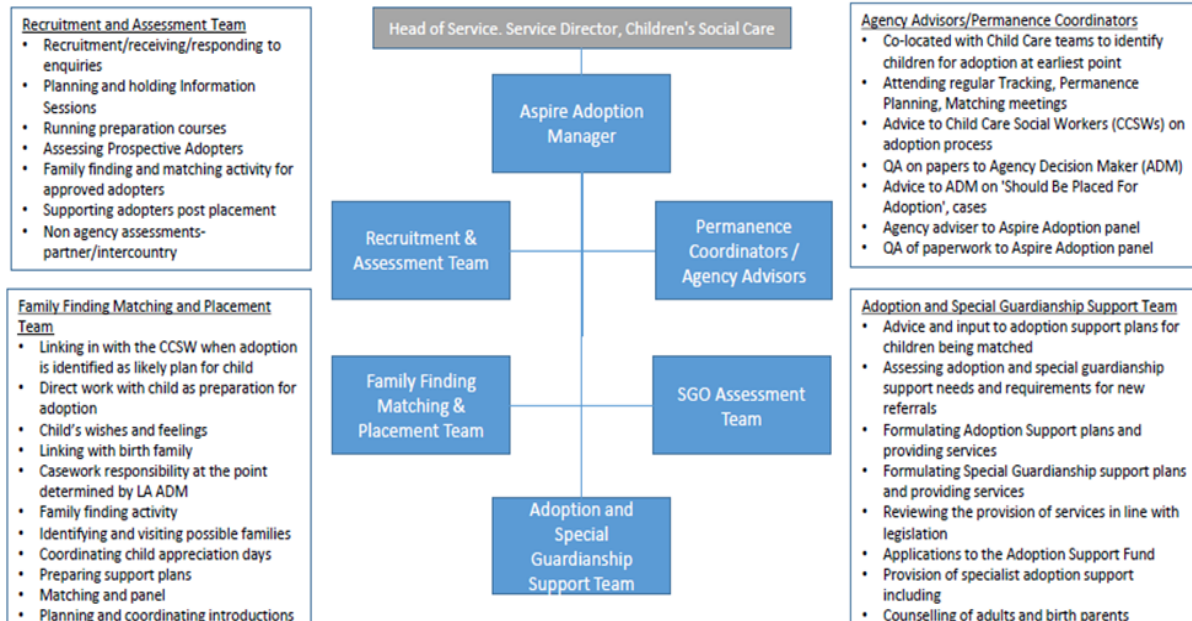 Recruitment and Assessment Team
• Recruitment/receiving/responding to
enquiries
• Planning and holding Information
Sessions
• Running preparation courses
• Assessing Prospective Adopters
• Family finding and matching activity for
approved adopters
• Supporting adopters post placement
• Non agency assessments-
partner/intercountry
Family Finding Matching and Placement
Team
• Linking in with the CCSW when adoption
is identified as likely plan for child
• Direct work with child as preparation for
adoption
• Child's wishes and feelings
• Linking with birth family
• Casework responsibility at the point
determined by LA ADM
• Family finding activity
• Identifying and visiting possible families
• Coordinating child appreciation days
• Preparing support plans
• Matching and panel
• Planning and coordinating introductions
Head of Service. Service Director, Children's Social Care
Aspire Adoption
Manager
Recruitment &
Assessment Team
Permanence
Coordinators /
Agency Advisors
Family Finding
Matching &
Placement Team
SGO Assessment
Team
Adoption and
Special
Guardianship
Support Team
Agency Advisors/Permanence Coordinators
• Co-located with Child Care teams to identify
children for adoption at earliest point
• Attending regular Tracking, Permanence
Planning, Matching meetings
• Advice to Child Care Social Workers (CCSWs) on
adoption process
• QA on papers to Agency Decision Maker (ADM)
• Advice to ADM on 'Should Be Placed For
Adoption', cases
• Agency adviser to Aspire Adoption panel
• QA of paperwork to Aspire Adoption panel
Adoption and Special Guardianship Support Team
• Advice and input to adoption support plans for
children being matched
• Assessing adoption and special guardianship
support needs and requirements for new
referrals
• Formulating Adoption Support plans and
providing services
• Formulating Special Guardianship support plans
and providing services
• Reviewing the provision of services in line with
legislation
• Applications to the Adoption Support Fund
• Provision of specialist adoption support
including
• Counselling of adults and birth parents